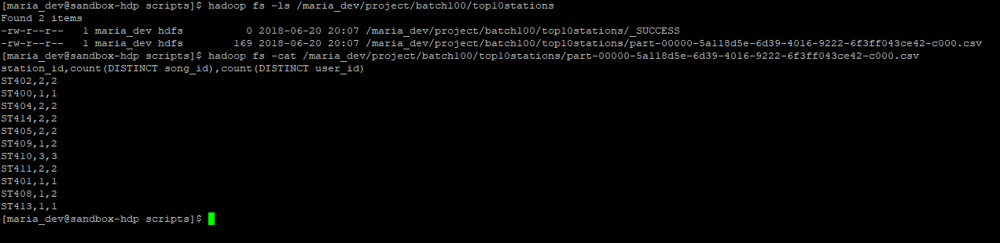 [maria_dev@sandbox-hdp scripts]$ hadoop fs -ls /maria_dev/project/batch100/top10stations
Found 2 items
-rw-r--r--   1 maria_dev hdfs          0 2018-06-20 20:07 /maria_dev/project/batch100/top10stations/_SUCCESS
-rw-r--r--   1 maria_dev hdfs        169 2018-06-20 20:07 /maria_dev/project/batch100/top10stations/part-00000-5a118d5e-6d39-4016-9222-6f3ff043ce42-c000.csv
[maria_dev@sandbox-hdp scripts]$ hadoop fs -cat /maria_dev/project/batch100/top10stations/part-00000-5a118d5e-6d39-4016-9222-6f3ff043ce42-c000.csv
station_id,count(DISTINCT song_id),count(DISTINCT user_id)
ST402,2,2
ST400,1,1
ST404,2,2
ST414,2,2
ST405,2,2
ST409,1,2
ST410,3,3
ST411,2,2
ST401,1,1
ST408,1,2
ST413,1,1
[maria_dev@sandbox-hdp scripts]$